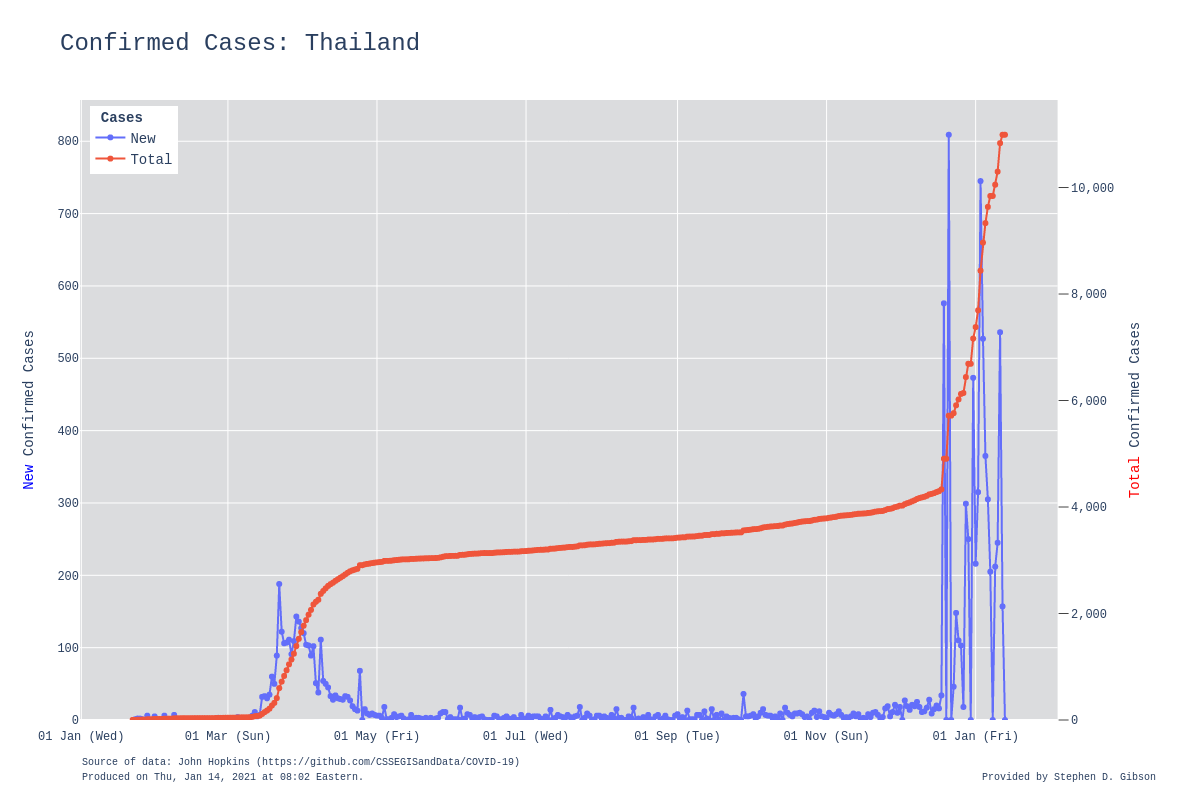 Confirmed Cases: Thailand
Cases
New
Total
800
700
600
500
400
300
200
100
0
10,000
8,000
6,000
4,000
2,000
0
New Confirmed Cases
Total Confirmed Cases
01 Jan (Wed) 01 Mar (Sun) 01 May (Fri) 01 Jul (Wed) 01 Sep (Tue) 01 Nov (Sun) 01 Jan (Fri)
Source of data: John Hopkins (https://github.com/CSSEGISandData/COVID-19)
Produced on Thu, Jan 14, 2021 at 08:02 Eastern.
Provided by Stephen D. Gibson